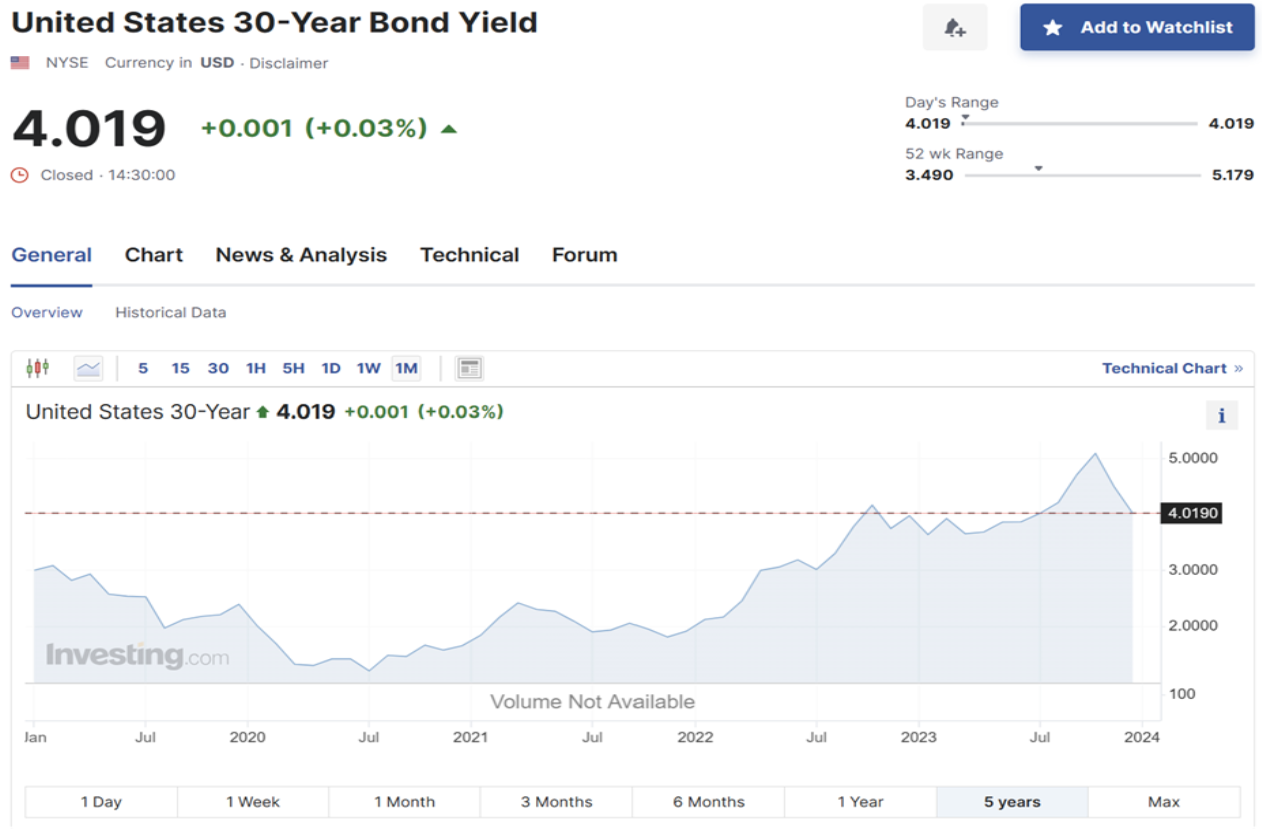 United States 30-Year Bond Yield
Add to Watchlist
NYSE Currency in USD · Disclaimer
4.019 +0.001 (+0.03%)
Closed · 14:30:00
Day's Range
4.019 4.019
52 wk Range
3.490 5.179
General Chart News & Analysis Technical Forum
Overview Historical Data
5 15 30 1H 5H 1D 1W 1M
Technical Chart »
United States 30-Year 4.019 +0.001 (+0.03%)
i
5.0000
4.0190
3.0000
2.0000
Investing.com
Volume Not Available
100
Jan Jul 2020 Jul 2021 Jul 2022 Jul 2023 Jul 2024
1 Day 1 Week 1 Month 3 Months 6 Months 1 Year 5 years Max